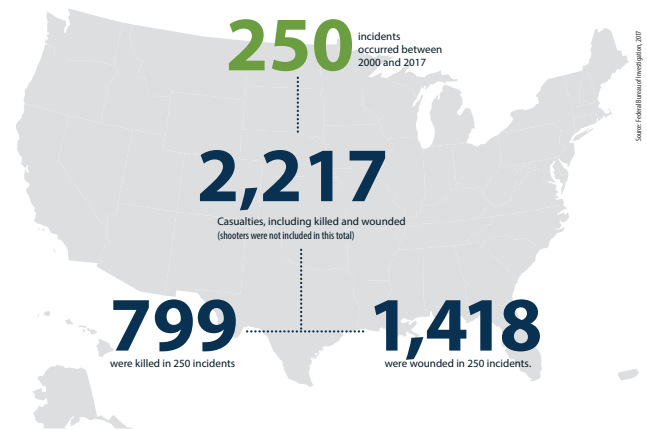 250
incidents
occurred between
2000 and 2017
Source: Federal Bureau of Investigation, 2017
2,217
Casualties, including killed and wounded
(shooters were not included in this total)
799
were killed in 250 incidents
1,418
were wounded in 250 incidents.